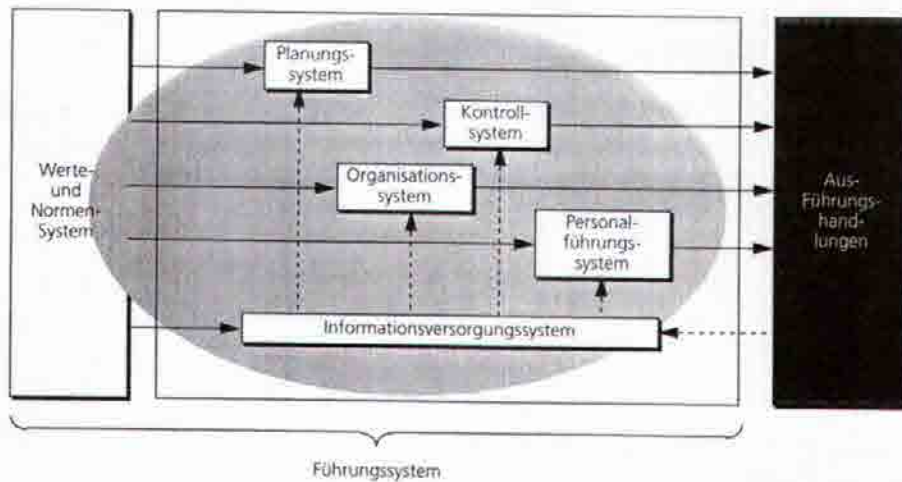 Planungs-
system
Kontroll-
system
Werte-
und
Normen-
System
Organisations-
system
Aus-
Führungs-
hand-
lungen
Personal-
führungs-
system
Informationsversorgungssystem
Führungssystem